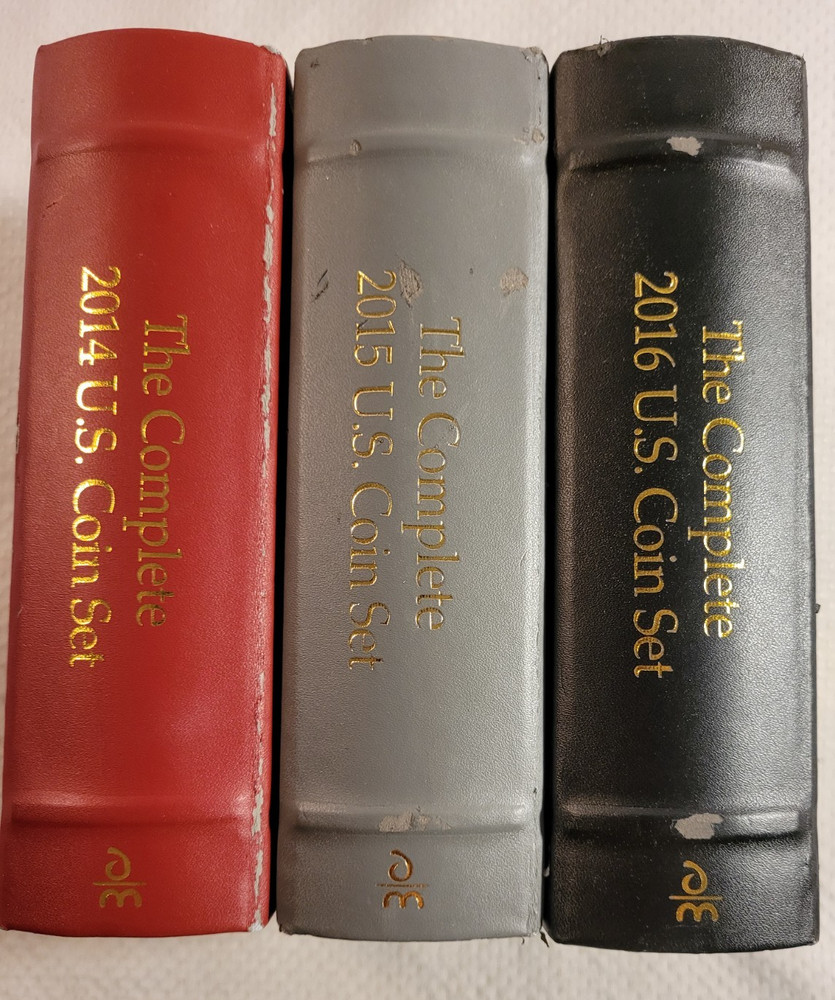 The Complete
2014 U.S. Coin Set
The Complete
2015 U.S. Coin Set
The Complete
2016 U.S. Coin Set